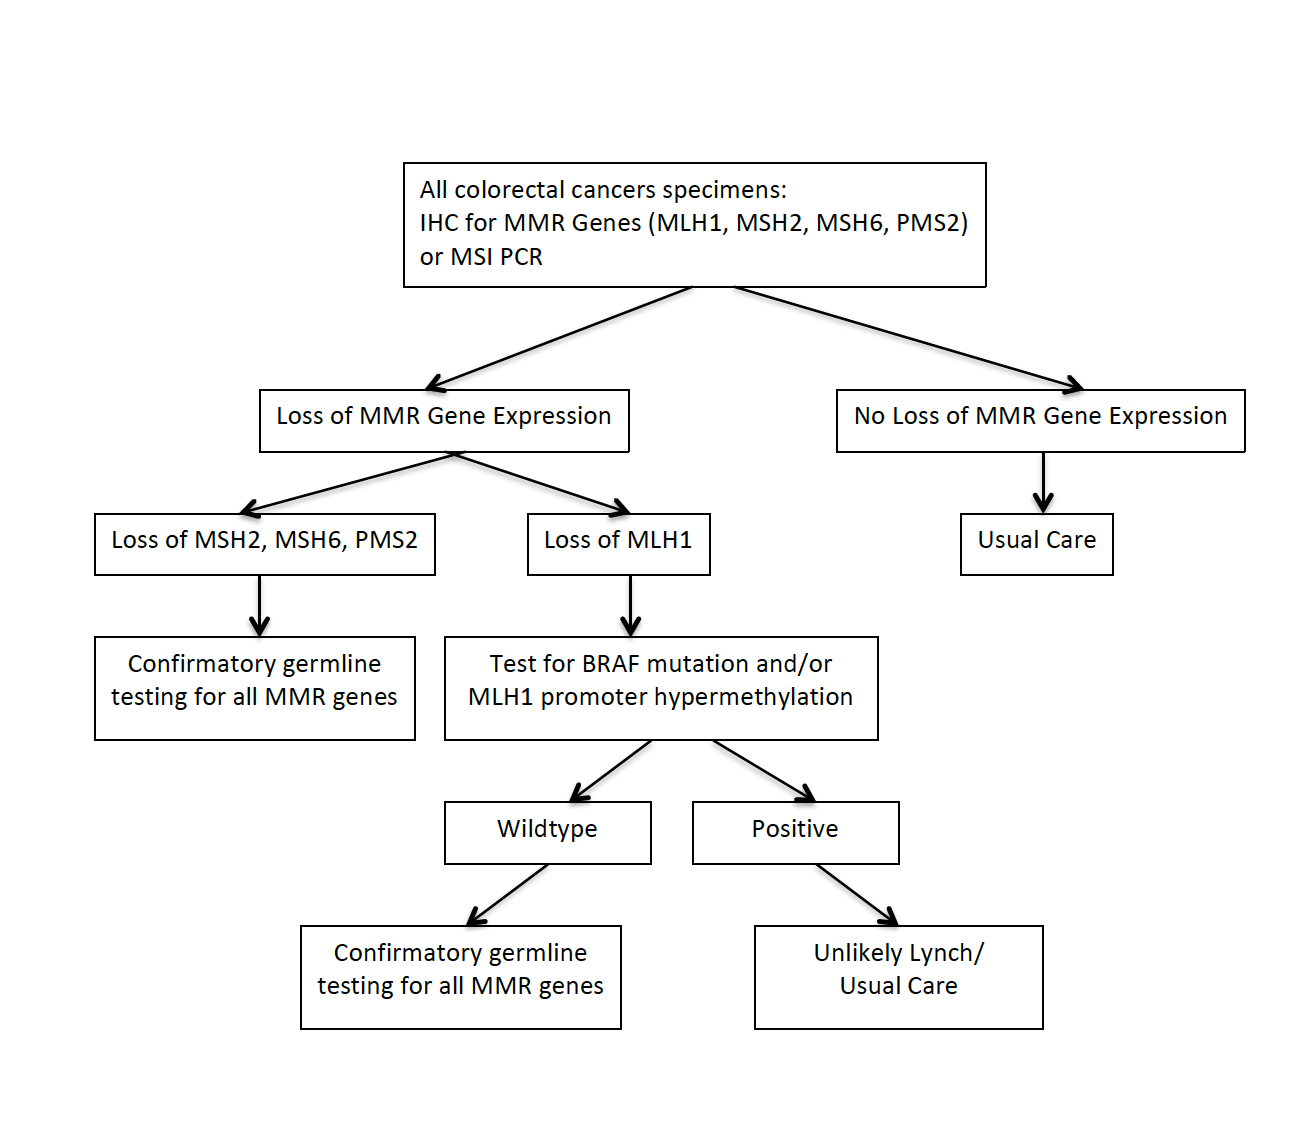 All colorectal cancers specimens:
IHC for MMR Genes (MLH1, MSH2, MSH6, PMS2)
or MSI PCR
Loss of MMR Gene Expression
No Loss of MMR Gene Expression
Loss of MSH2, MSH6, PMS2
Loss of MLH1
Usual Care
Confirmatory germline
testing for all MMR genes
Test for BRAF mutation and/or
MLH1 promoter hypermethylation
Wildtype
Positive
Confirmatory germline
testing for all MMR genes
Unlikely Lynch/
Usual Care